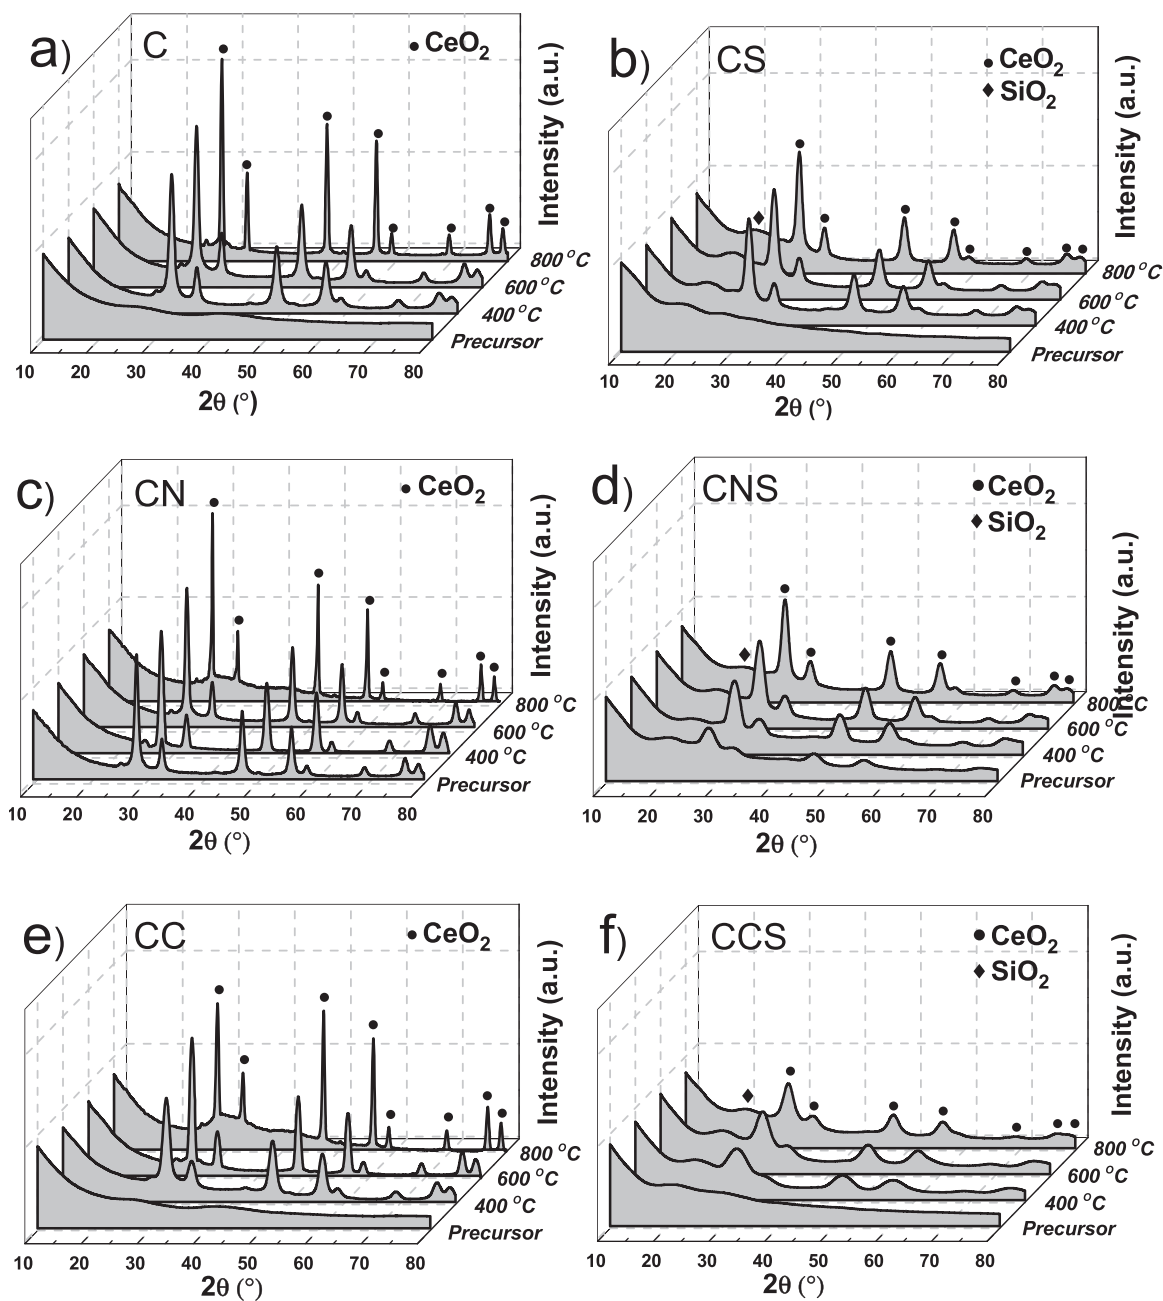 a)
C
● CeO₂
Intensity (a.u.)
800 °C
600 °C
400 °C
Precursor
10 20 30 40 50 60 70 80
2θ (°)
b)
CS
● CeO₂
♦ SiO₂
Intensity (a.u.)
800 °C
600 °C
400 °C
Precursor
10 20 30 40 50 60 70 80
2θ (°)
c)
CN
● CeO₂
Intensity (a.u.)
800 °C
600 °C
400 °C
Precursor
10 20 30 40 50 60 70 80
2θ (°)
d)
CNS
● CeO₂
♦ SiO₂
Intensity (a.u.)
800 °C
600 °C
400 °C
Precursor
10 20 30 40 50 60 70 80
2θ (°)
e)
CC
● CeO₂
Intensity (a.u.)
800 °C
600 °C
400 °C
Precursor
10 20 30 40 50 60 70 80
2θ (°)
f)
CCS
● CeO₂
♦ SiO₂
Intensity (a.u.)
800 °C
600 °C
400 °C
Precursor
10 20 30 40 50 60 70 80
2θ (°)